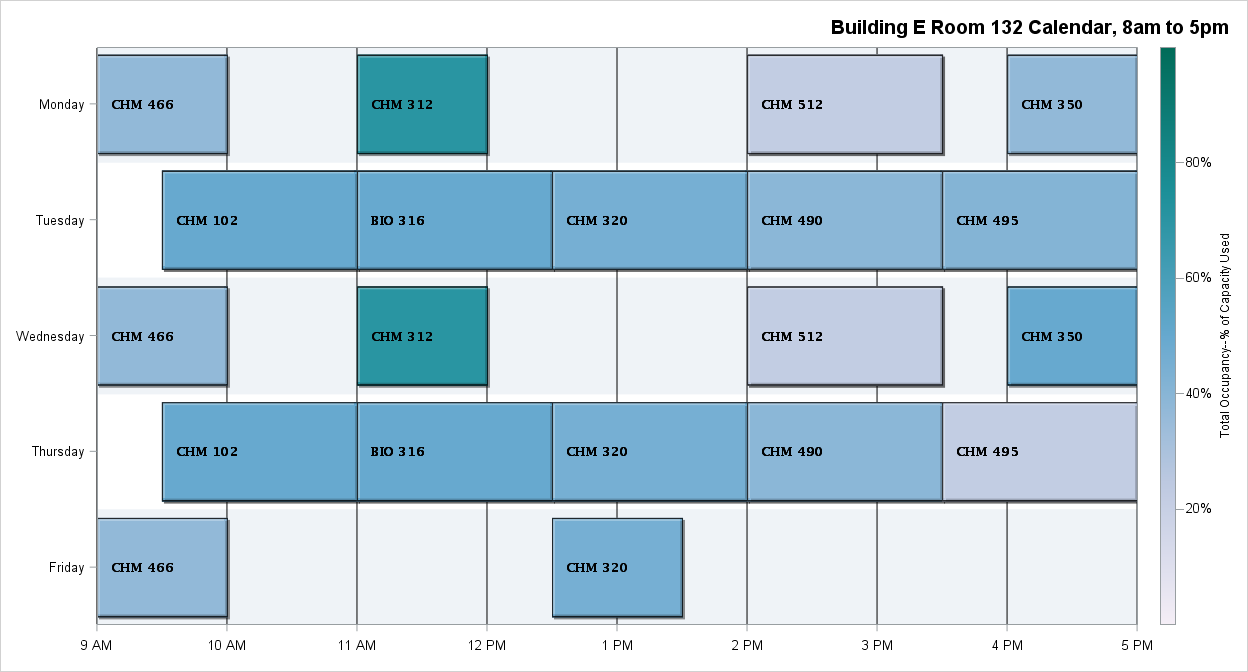 Building E Room 132 Calendar, 8am to 5pm
Monday
CHM 466
CHM 312
CHM 512
CHM 350
Tuesday
CHM 102
BIO 316
CHM 320
CHM 490
CHM 495
Wednesday
CHM 466
CHM 312
CHM 512
CHM 350
Thursday
CHM 102
BIO 316
CHM 320
CHM 490
CHM 495
Friday
CHM 466
CHM 320
9 AM
10 AM
11 AM
12 PM
1 PM
2 PM
3 PM
4 PM
5 PM
80%
60%
40%
20%
Total Occupancy--% of Capacity Used